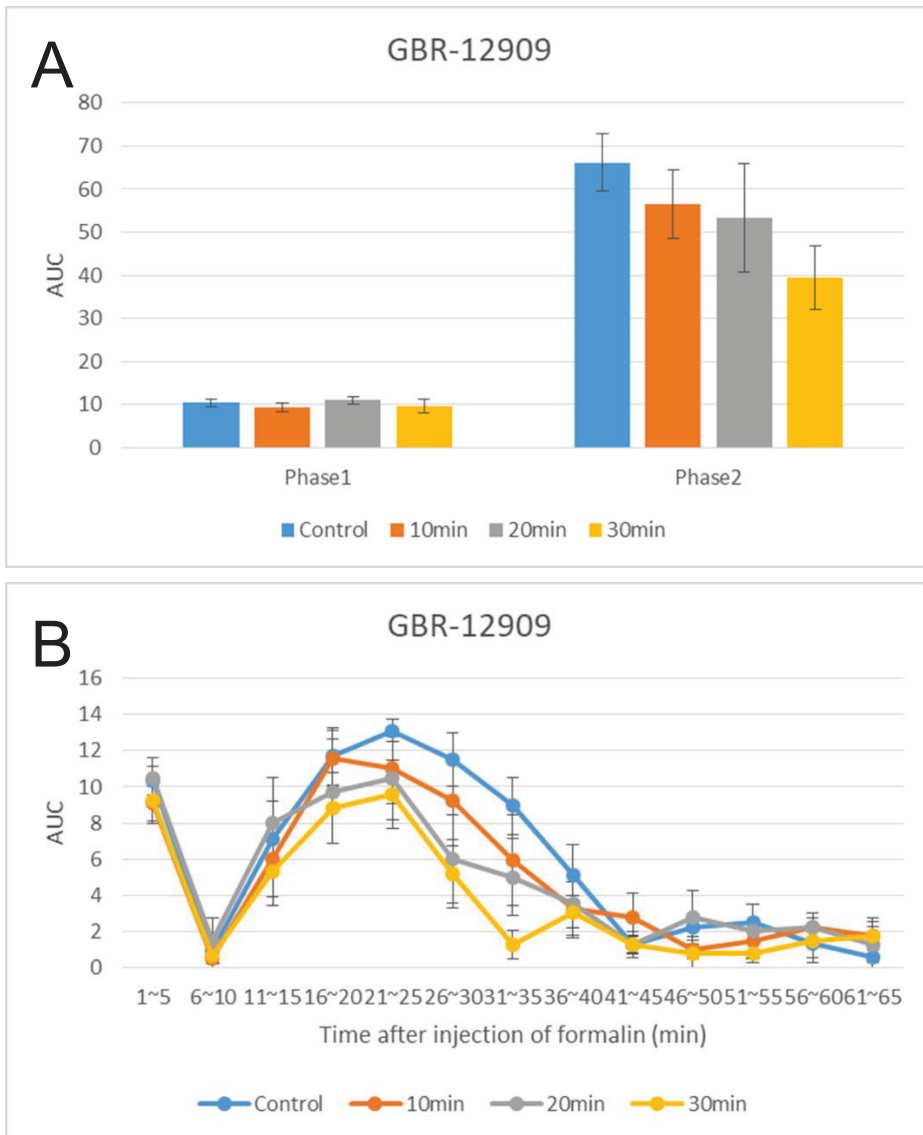 A
GBR-12909
80
70
60
50
40
30
20
10
0
AUC
Phase1 Phase2
Control 10min 20min 30min
B
GBR-12909
16
14
12
10
8
6
4
2
0
AUC
1~5 6~10 11~15 16~20 21~25 26~30 31~35 36~40 41~45 46~50 51~55 56~60 61~65
Time after injection of formalin (min)
Control 10min 20min 30min